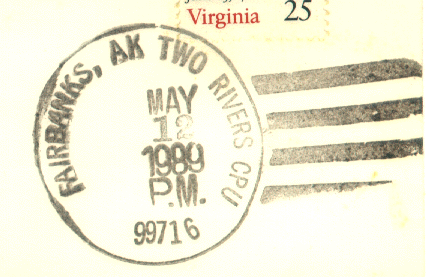 Virginia 25
FAIRBANKS, AK TWO RIVERS CPU
MAY
12
1989
P.M.
99716